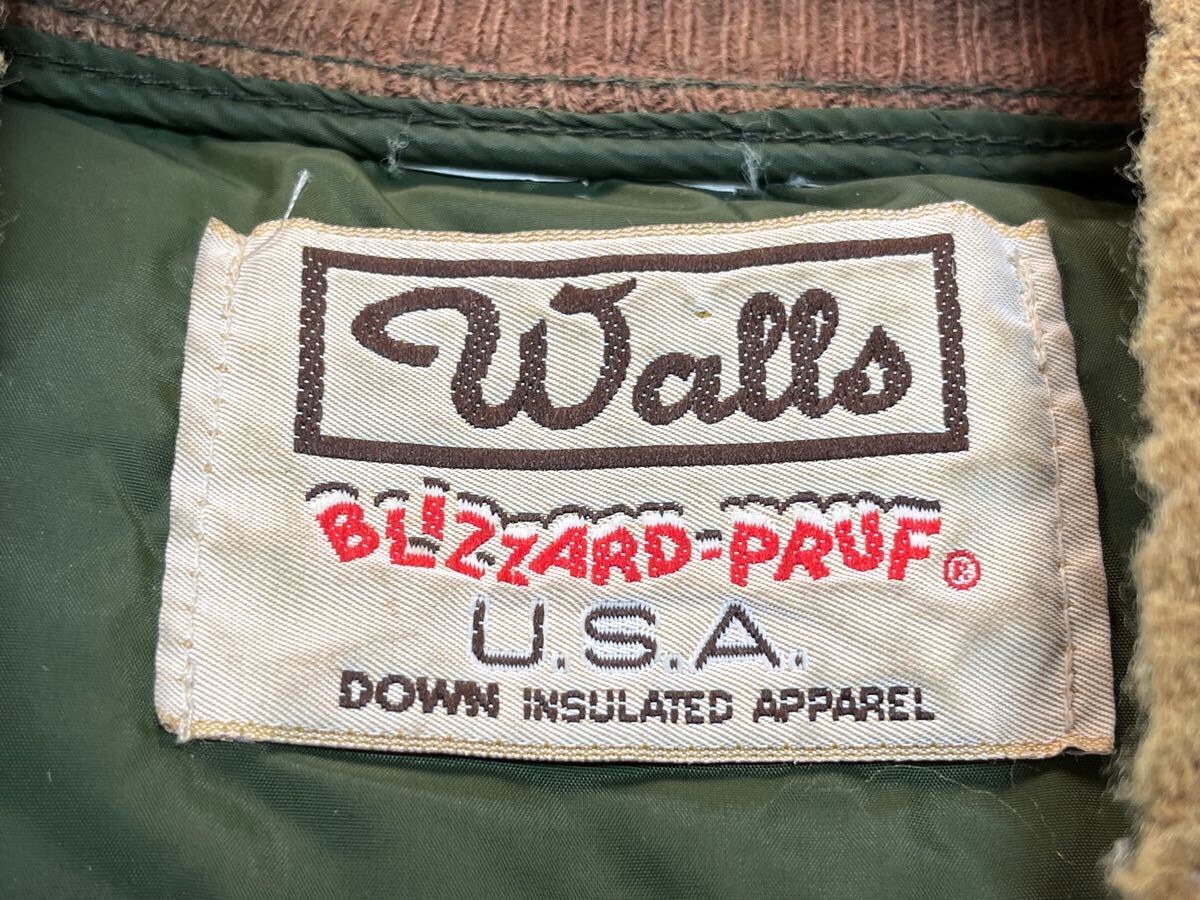 Walls
BLIZZARD-PRUF®
U.S.A.
DOWN INSULATED APPAREL